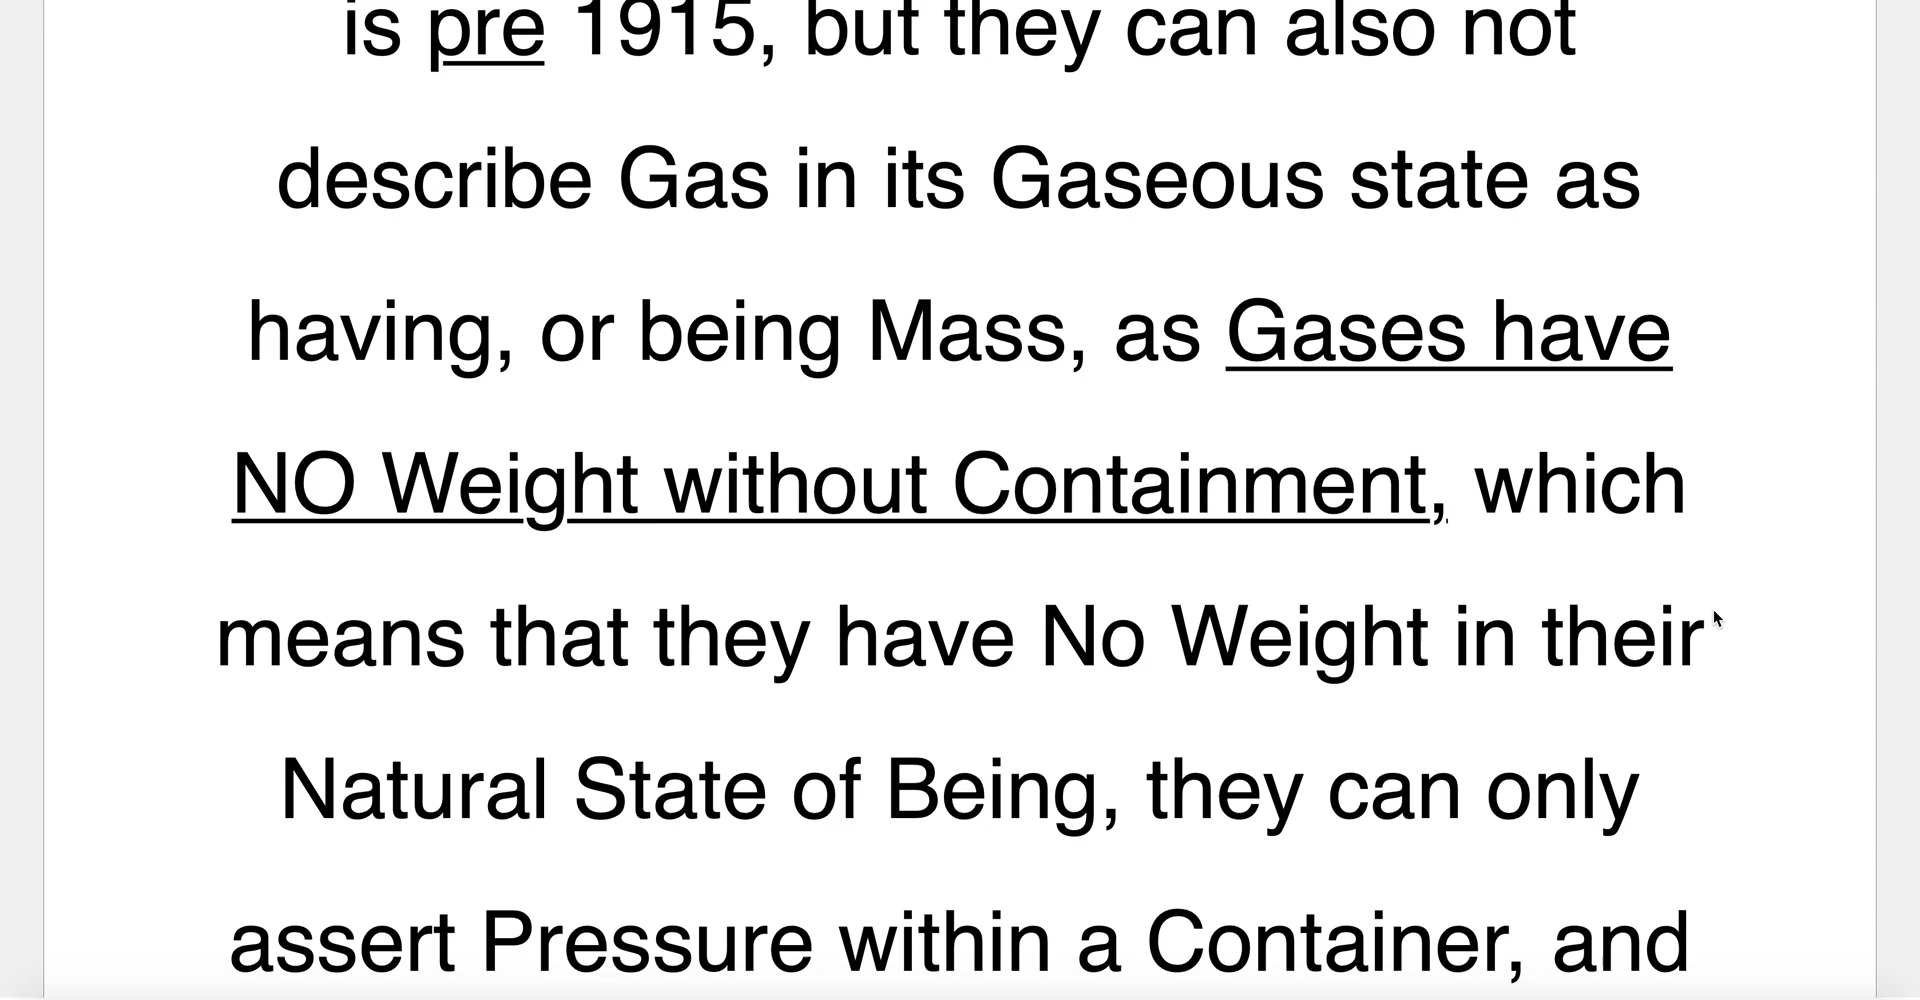 is pre 1915, but they can also not
describe Gas in its Gaseous state as
having, or being Mass, as Gases have
NO Weight without Containment, which
means that they have No Weight in their
Natural State of Being, they can only
assert Pressure within a Container, and